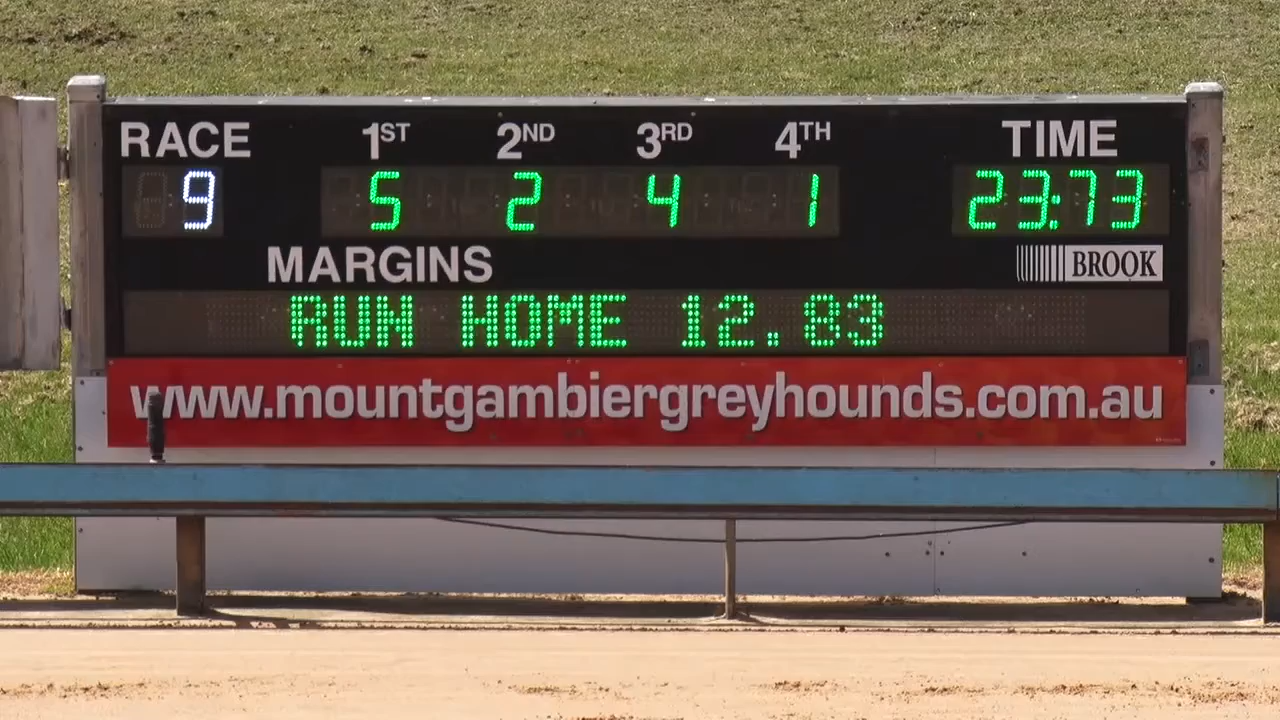 RACE 1ST 2ND 3RD 4TH TIME
9 5 2 4 1 23:73
MARGINS BROOK
RUN HOME 12.83
www.mountgambiergreyhounds.com.au